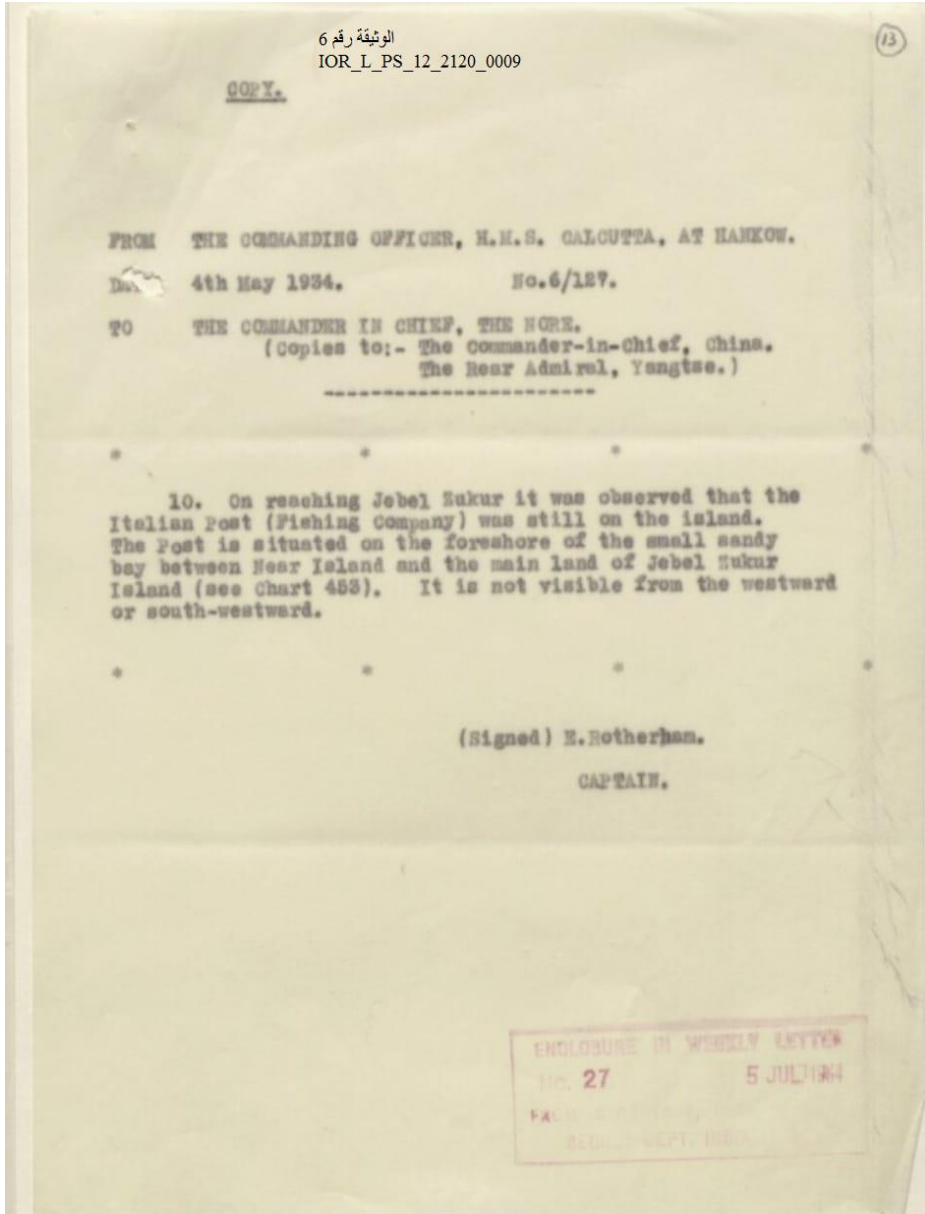 الوثيقة رقم 6
IOR_L_PS_12_2120_0009
13
COPY.
FROM THE COMMANDING OFFICER, H.M.S. CALCUTTA, AT HANKOW.
4th May 1934. No.6/127.
TO THE COMMANDER IN CHIEF, THE NORE.
(Copies to:- The Commander-in-Chief, China.
The Rear Admiral, Yangtse.)
-------------------------
* * * *
10. On reaching Jebel Zukur it was observed that the
Italian Post (Fishing Company) was still on the island.
The Post is situated on the foreshore of the small sandy
bay between Near Island and the main land of Jebel Zukur
Island (see Chart 453). It is not visible from the westward
or south-westward.
* * * *
(Signed) E.Rotherham.
CAPTAIN.
ENCLOSURE IN WEEKLY LETTER
NO. 27 5 JUL 1934
FROM
SECRET DEPT. INDIA